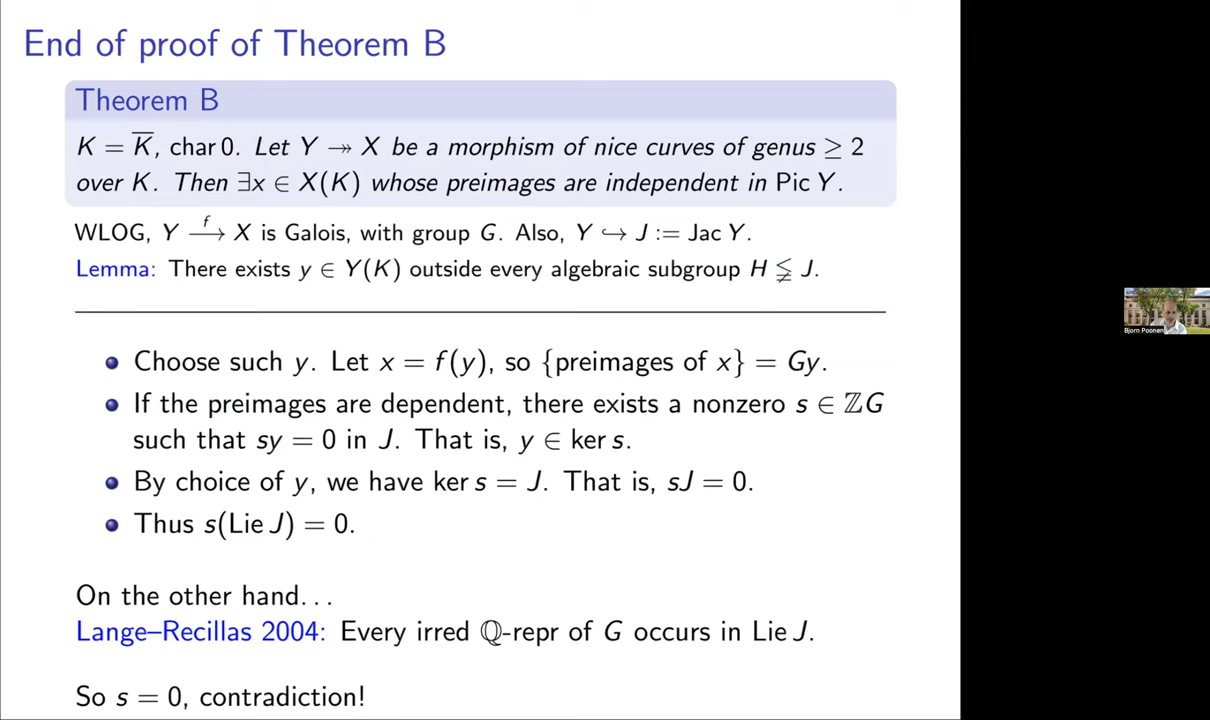 End of proof of Theorem B
Theorem B
K = K̅, char 0. Let Y ↠ X be a morphism of nice curves of genus ≥ 2
over K. Then ∃x ∈ X(K) whose preimages are independent in Pic Y.
WLOG, Y —f→ X is Galois, with group G. Also, Y ↪ J := Jac Y.
Lemma: There exists y ∈ Y(K) outside every algebraic subgroup H ≨ J.
Choose such y. Let x = f(y), so {preimages of x} = Gy.
If the preimages are dependent, there exists a nonzero s ∈ ℤG
such that sy = 0 in J. That is, y ∈ ker s.
By choice of y, we have ker s = J. That is, sJ = 0.
Thus s(Lie J) = 0.
On the other hand...
Lange–Recillas 2004: Every irred ℚ-repr of G occurs in Lie J.
So s = 0, contradiction!
Bjorn Poonen